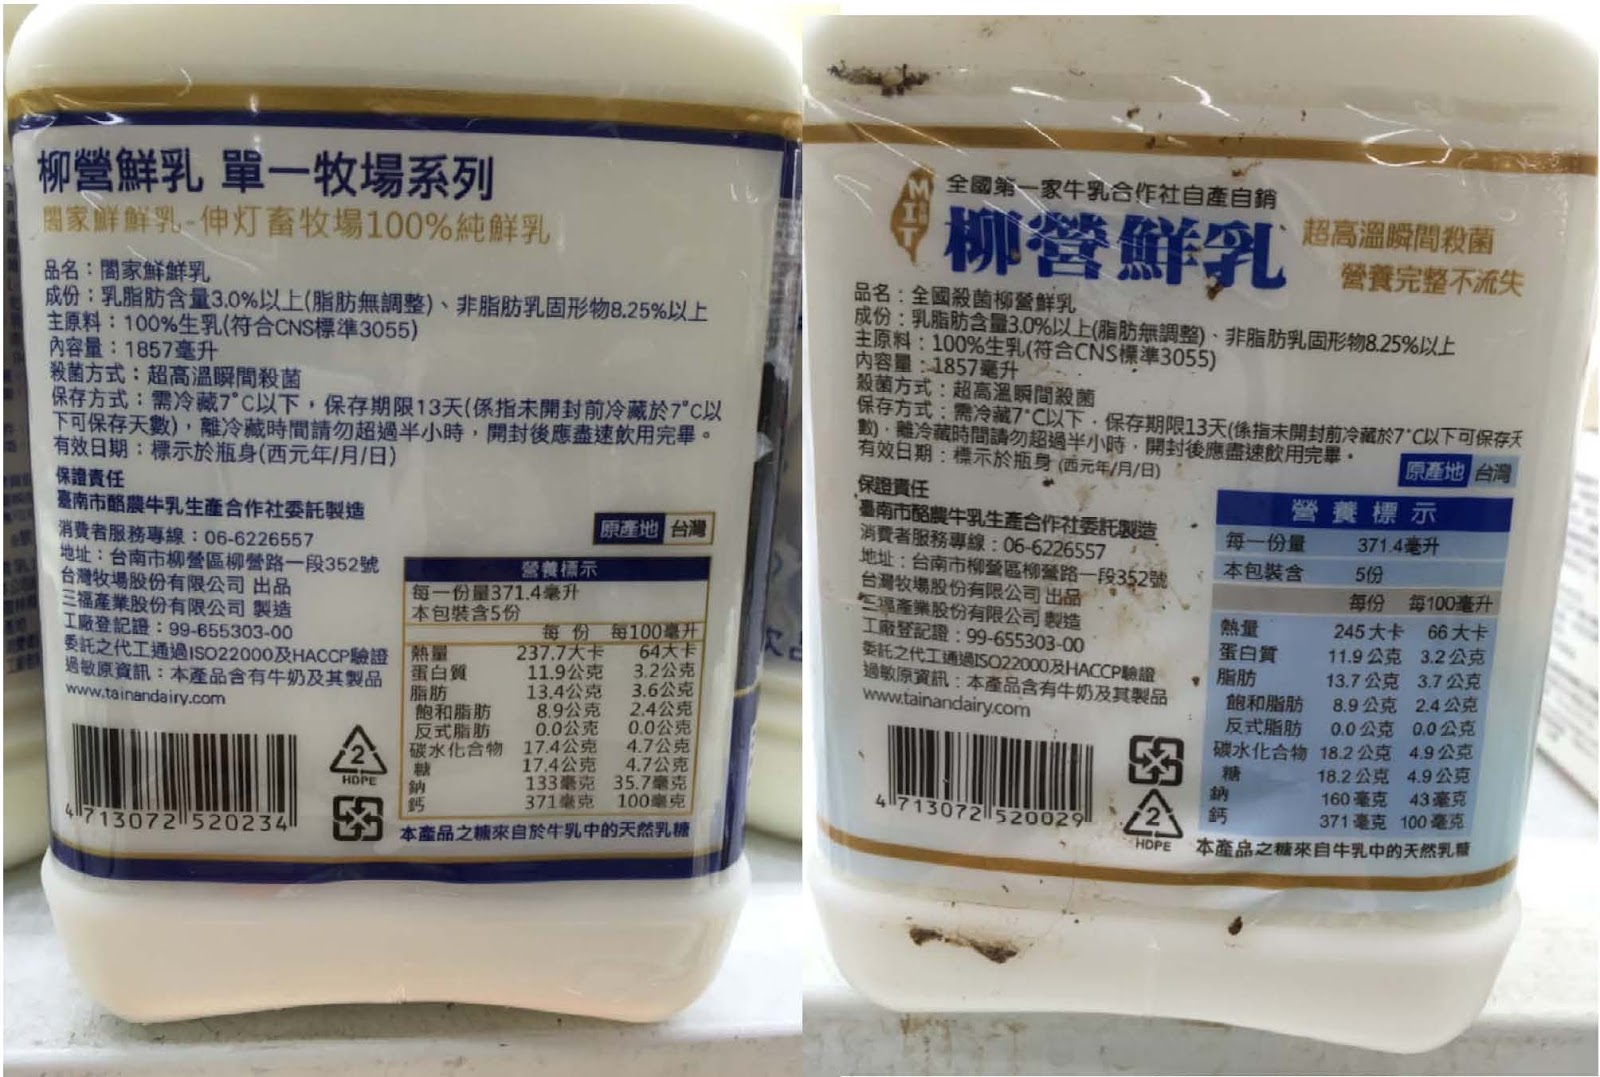 柳營鮮乳 單一牧場系列
闔家鮮鮮乳-伸灯畜牧場100%純鮮乳
品名：闔家鮮鮮乳
成份：乳脂肪含量3.0%以上(脂肪無調整)、非脂肪乳固形物8.25%以上
主原料：100%生乳(符合CNS標準3055)
內容量：1857毫升
殺菌方式：超高溫瞬間殺菌
保存方式：需冷藏7°C以下，保存期限13天(係指未開封前冷藏於7°C以
下可保存天數)，離冷藏時間請勿超過半小時，開封後應盡速飲用完畢。
有效日期：標示於瓶身(西元年/月/日)
保證責任
臺南市酪農牛乳生產合作社委託製造
消費者服務專線：06-6226557
地址：台南市柳營區柳營路一段352號
台灣牧場股份有限公司 出品
三福產業股份有限公司 製造
工廠登記證：99-655303-00
委託之代工通過ISO22000及HACCP驗證
過敏原資訊：本產品含有牛奶及其製品
www.tainandairy.com
4 713072 520234
2
HDPE
原產地 台灣
營養標示
每一份量371.4毫升
本包裝含5份
每 份 每100毫升
熱量 237.7大卡 64大卡
蛋白質 11.9公克 3.2公克
脂肪 13.4公克 3.6公克
飽和脂肪 8.9公克 2.4公克
反式脂肪 0.0公克 0.0公克
碳水化合物 17.4公克 4.7公克
糖 17.4公克 4.7公克
鈉 133毫克 35.7毫克
鈣 371毫克 100毫克
本產品之糖來自於牛乳中的天然乳糖
MIT
全國第一家牛乳合作社自產自銷
柳營鮮乳
超高溫瞬間殺菌
營養完整不流失
品名：全國殺菌柳營鮮乳
成份：乳脂肪含量3.0%以上(脂肪無調整)、非脂肪乳固形物8.25%以上
主原料：100%生乳(符合CNS標準3055)
內容量：1857毫升
殺菌方式：超高溫瞬間殺菌
保存方式：需冷藏7°C以下，保存期限13天(係指未開封前冷藏於7°C以下可保存天
數)，離冷藏時間請勿超過半小時，開封後應盡速飲用完畢。
有效日期：標示於瓶身 (西元年/月/日)
保證責任
臺南市酪農牛乳生產合作社委託製造
消費者服務專線：06-6226557
地址：台南市柳營區柳營路一段352號
台灣牧場股份有限公司 出品
三福產業股份有限公司 製造
工廠登記證：99-655303-00
委託之代工通過ISO22000及HACCP驗證
過敏原資訊：本產品含有牛奶及其製品
www.tainandairy.com
4 713072 520029
2
HDPE
原產地 台灣
營養標示
每一份量 371.4毫升
本包裝含 5份
每份 每100毫升
熱量 245大卡 66大卡
蛋白質 11.9公克 3.2公克
脂肪 13.7公克 3.7公克
飽和脂肪 8.9公克 2.4公克
反式脂肪 0.0公克 0.0公克
碳水化合物 18.2公克 4.9公克
糖 18.2公克 4.9公克
鈉 160毫克 43毫克
鈣 371毫克 100毫克
本產品之糖來自牛乳中的天然乳糖